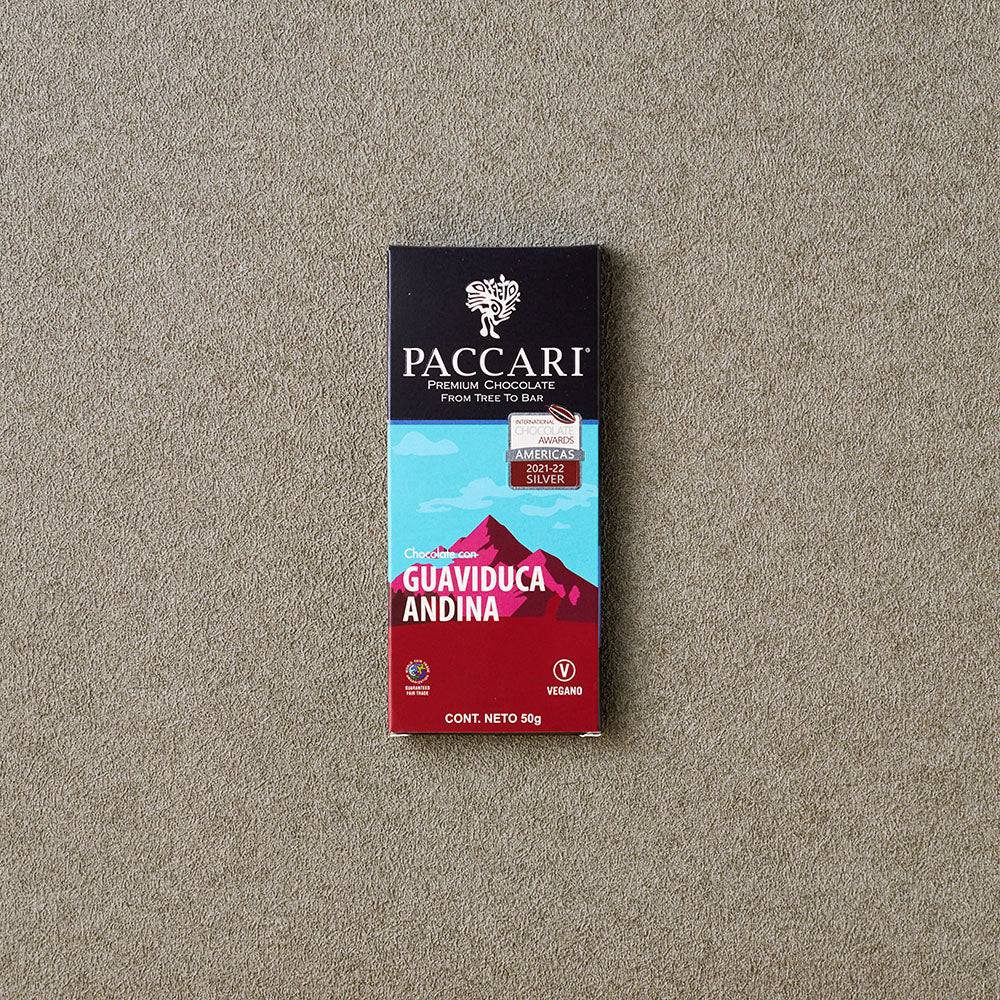 PACCARI®
PREMIUM CHOCOLATE
FROM TREE TO BAR
INTERNATIONAL
CHOCOLATE
AWARDS
AMERICAS
2021-22
SILVER
Chocolate con
GUAVIDUCA
ANDINA
GUARANTEED
FAIR TRADE
V
VEGANO
CONT. NETO 50g